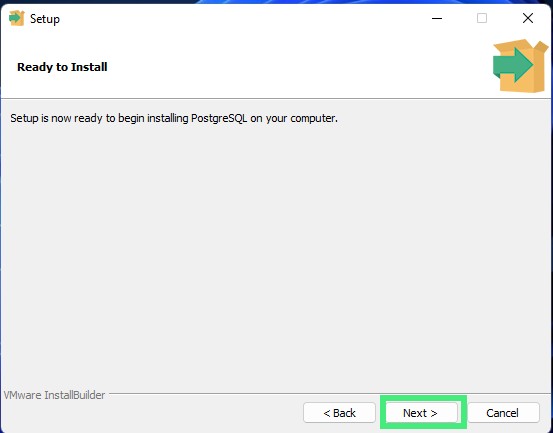 Setup
Ready to Install
Setup is now ready to begin installing PostgreSQL on your computer.
VMware InstallBuilder
< Back
Next >
Cancel